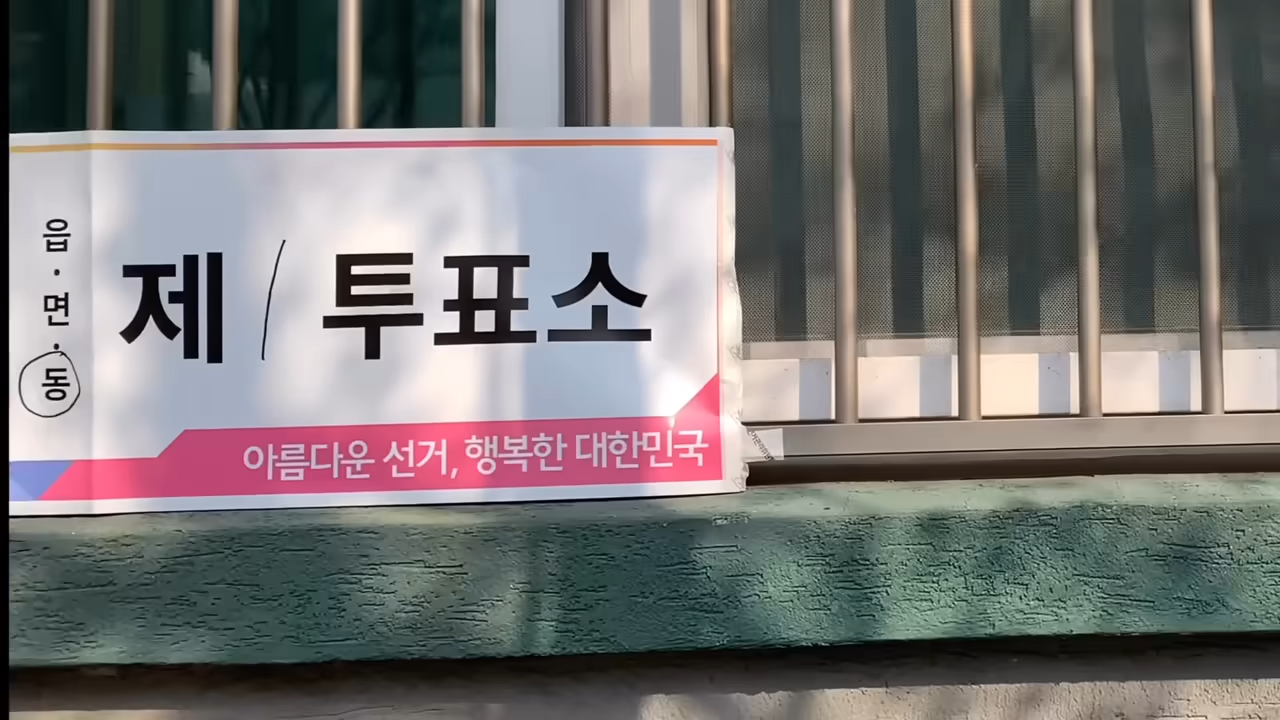 읍·면·동
제 1 투표소
아름다운 선거, 행복한 대한민국